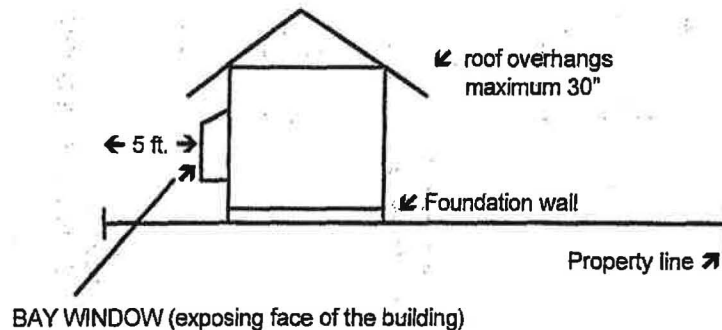 ↙ roof overhangs
maximum 30"
← 5 ft. →
↙ Foundation wall
Property line ↗
BAY WINDOW (exposing face of the building)